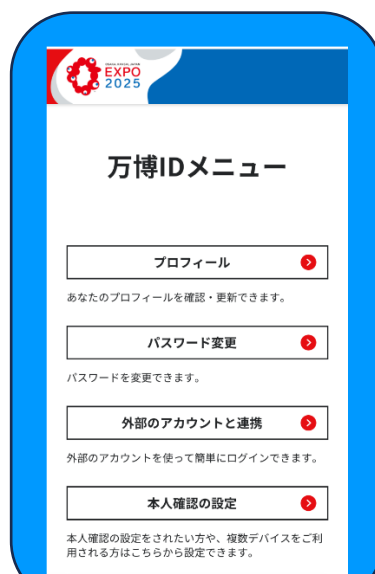 EXPO
2025
万博IDメニュー
プロフィール
あなたのプロフィールを確認・更新できます。
パスワード変更
パスワードを変更できます。
外部のアカウントと連携
外部のアカウントを使って簡単にログインできます。
本人確認の設定
本人確認の設定をされたい方や、複数デバイスをご利
用される方はこちらから設定できます。